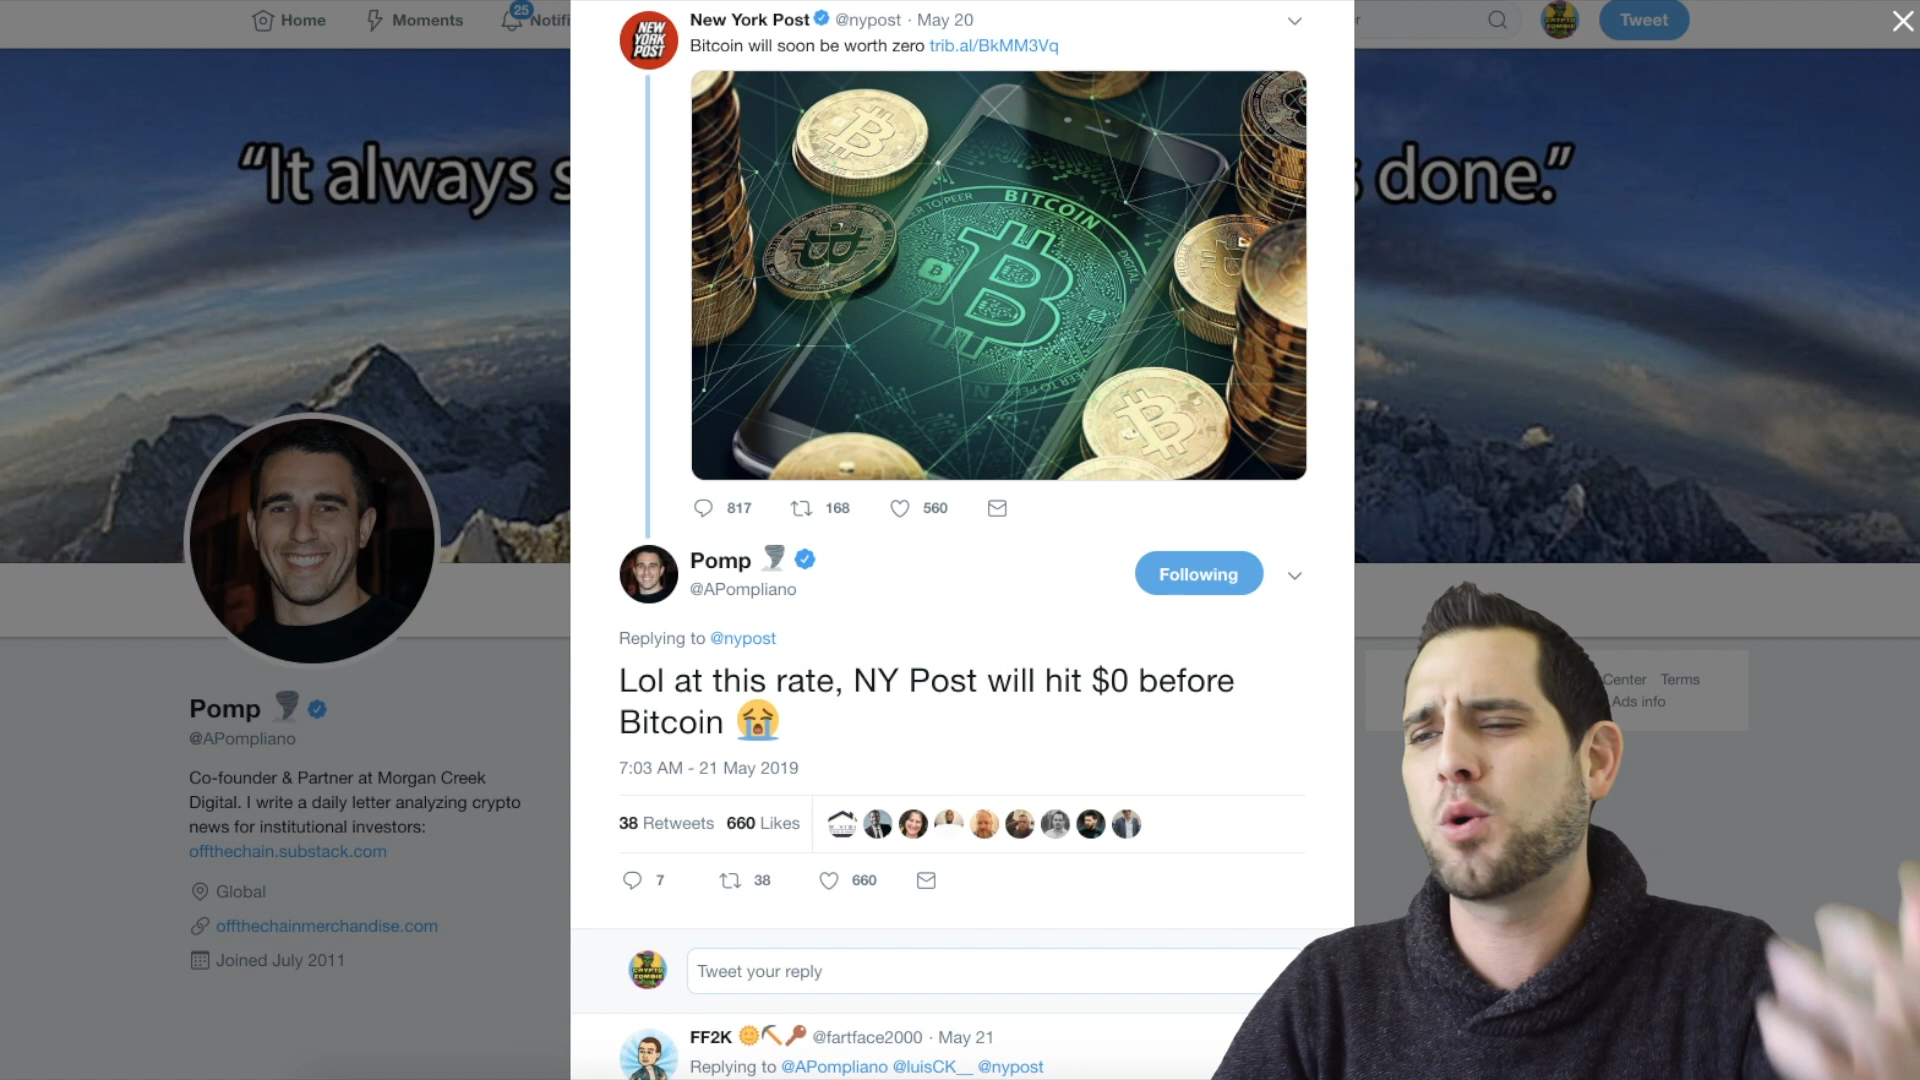 Home
Moments
25
Notifi
Tweet
"It always s
s done."
NEW YORK POST
New York Post @nypost · May 20
Bitcoin will soon be worth zero trib.al/BkMM3Vq
BITCOIN
DIGITAL
817 168 560
Pomp
@APompliano
Following
Replying to @nypost
Lol at this rate, NY Post will hit $0 before
Bitcoin 😭
7:03 AM - 21 May 2019
38 Retweets 660 Likes
7 38 660
Tweet your reply
FF2K @fartface2000 · May 21
Replying to @APompliano @luisCK__ @nypost
Pomp
@APompliano
Co-founder & Partner at Morgan Creek
Digital. I write a daily letter analyzing crypto
news for institutional investors:
offthechain.substack.com
Global
offthechainmerchandise.com
Joined July 2011
Center Terms
Ads info
CRYPTO ZOMBIE